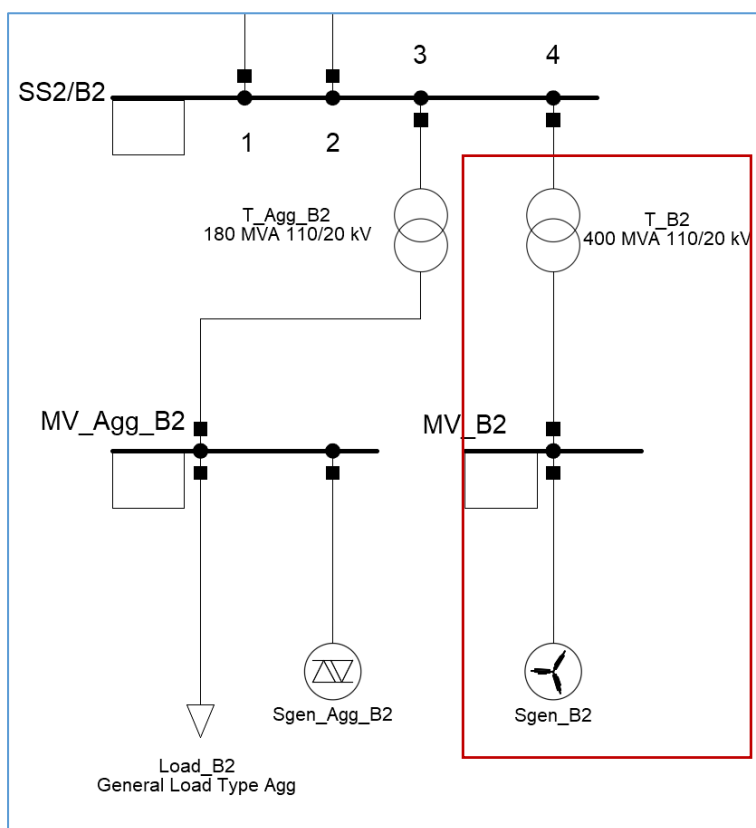 3
4
SS2/B2
1
2
T_Agg_B2
180 MVA 110/20 kV
T_B2
400 MVA 110/20 kV
MV_Agg_B2
MV_B2
Sgen_Agg_B2
Sgen_B2
Load_B2
General Load Type Agg